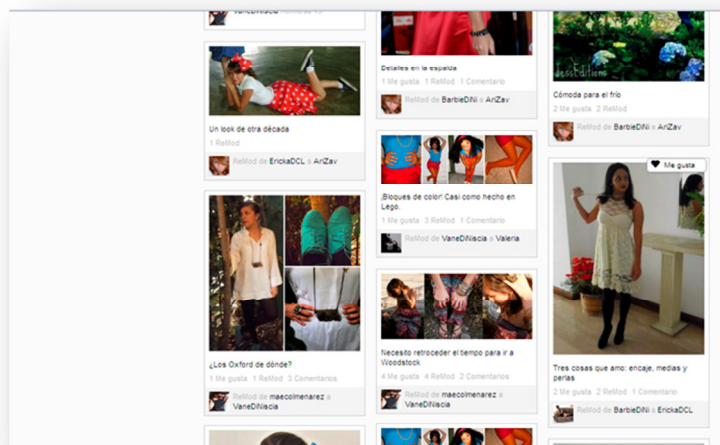 VaneDiNiscia
Un look de otra década
1 ReMod
ReMod de ErickaDCL a AriZav
¿Los Oxford de dónde?
1 Me gusta 1 ReMod 3 Comentarios
ReMod de maecolmenarez a
VaneDiNiscia
Detalles en la espalda
1 Me gusta 1 ReMod 1 Comentario
ReMod de BarbieDiNi a AriZav
¡Bloques de color! Casi como hecho en
Lego.
1 Me gusta 3 ReMod 1 Comentario
ReMod de VaneDiNiscia a Valeria
Necesito retroceder el tiempo para ir a
Woodstock
4 Me gusta 4 ReMod 2 Comentarios
ReMod de maecolmenarez a
VaneDiNiscia
dessEditions
Cómoda para el frío
2 Me gusta 2 ReMod
ReMod de BarbieDiNi a AriZav
Me gusta
Tres cosas que amo: encaje, medias y
perlas
2 Me gusta 2 ReMod 1 Comentario
ReMod de BarbieDiNi a ErickaDCL